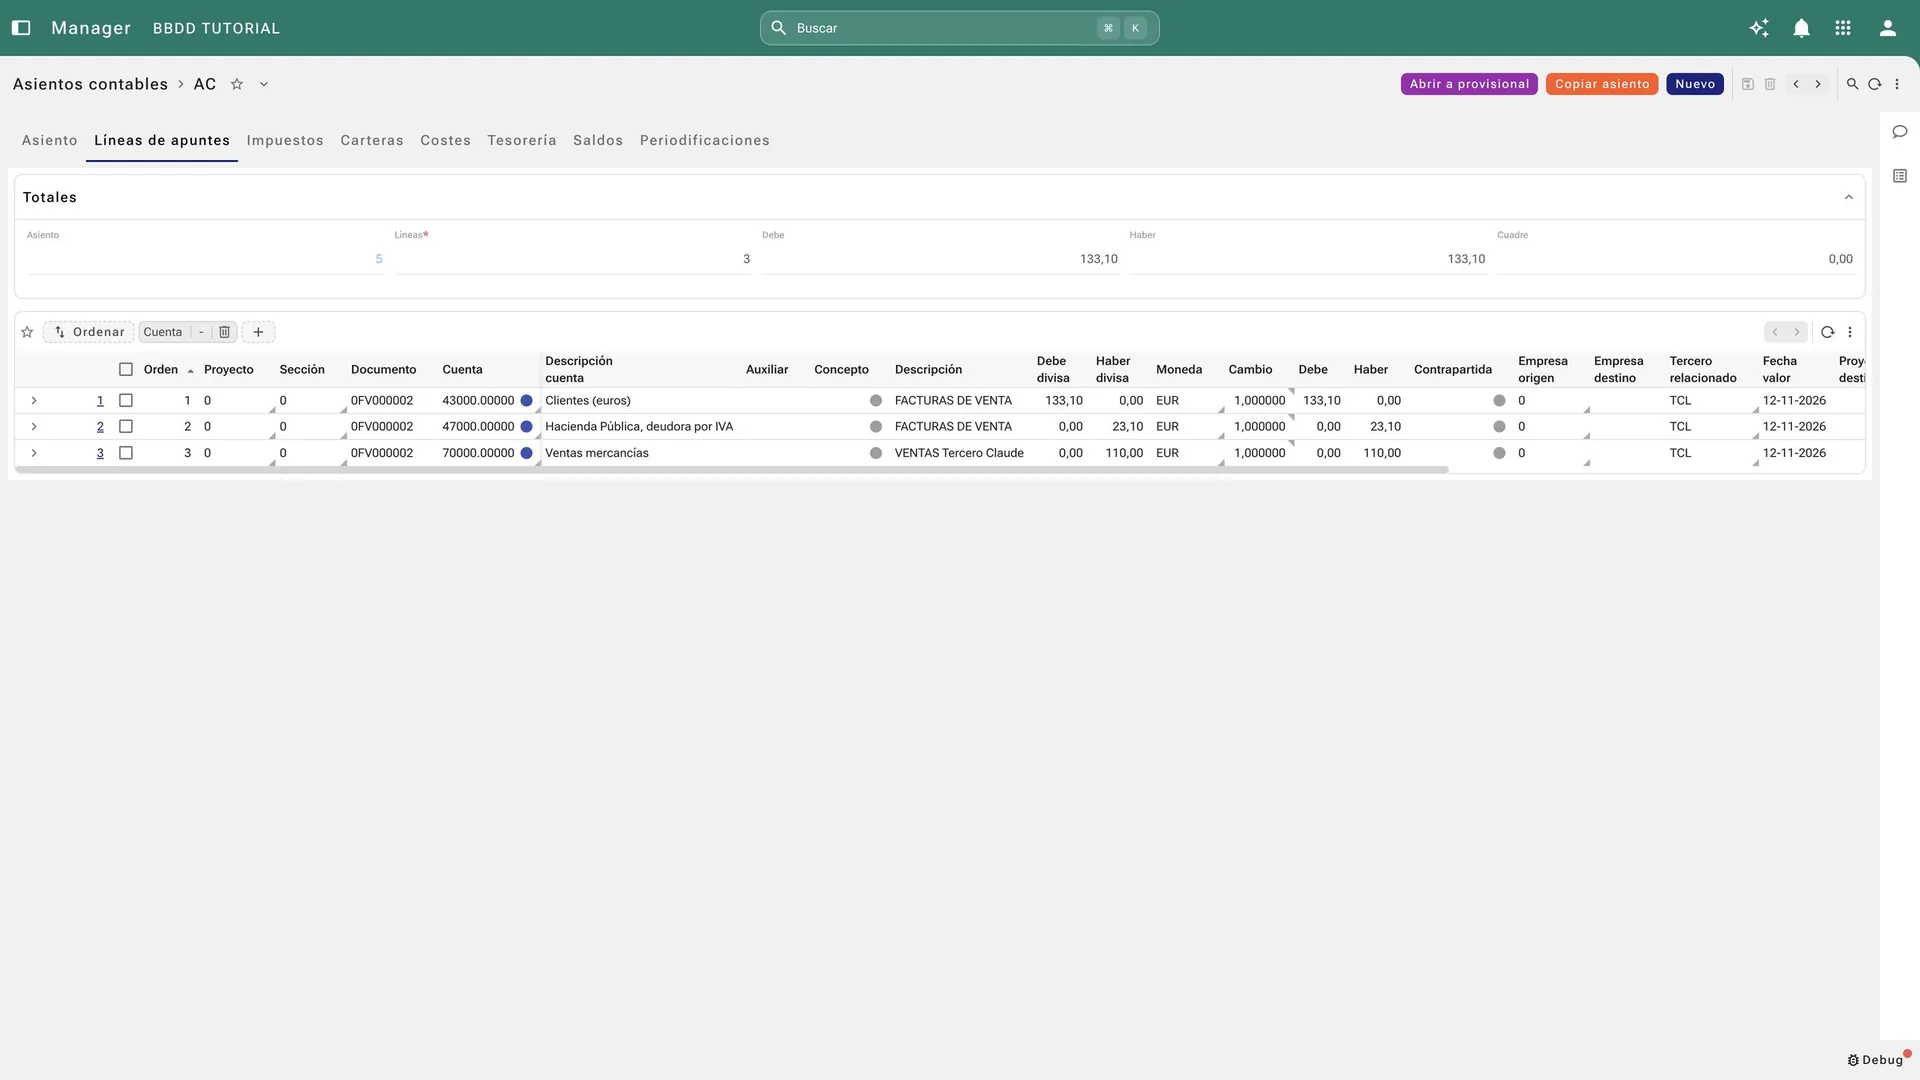 Manager BBDD TUTORIAL Buscar ⌘ K
Asientos contables > AC Abrir a provisional Copiar asiento Nuevo
Asiento Líneas de apuntes Impuestos Carteras Costes Tesorería Saldos Periodificaciones
Totales
Asiento Líneas* Debe Haber Cuadre
5 3 133,10 133,10 0,00
Ordenar Cuenta - +
Orden Proyecto Sección Documento Cuenta Descripción cuenta Auxiliar Concepto Descripción Debe divisa Haber divisa Moneda Cambio Debe Haber Contrapartida Empresa origen Empresa destino Tercero relacionado Fecha valor Proy desti
1 1 0 0 0FV000002 43000.00000 Clientes (euros) FACTURAS DE VENTA 133,10 0,00 EUR 1,000000 133,10 0,00 0 TCL 12-11-2026
2 2 0 0 0FV000002 47000.00000 Hacienda Pública, deudora por IVA FACTURAS DE VENTA 0,00 23,10 EUR 1,000000 0,00 23,10 0 TCL 12-11-2026
3 3 0 0 0FV000002 70000.00000 Ventas mercancías VENTAS Tercero Claude 0,00 110,00 EUR 1,000000 0,00 110,00 0 TCL 12-11-2026
Debug